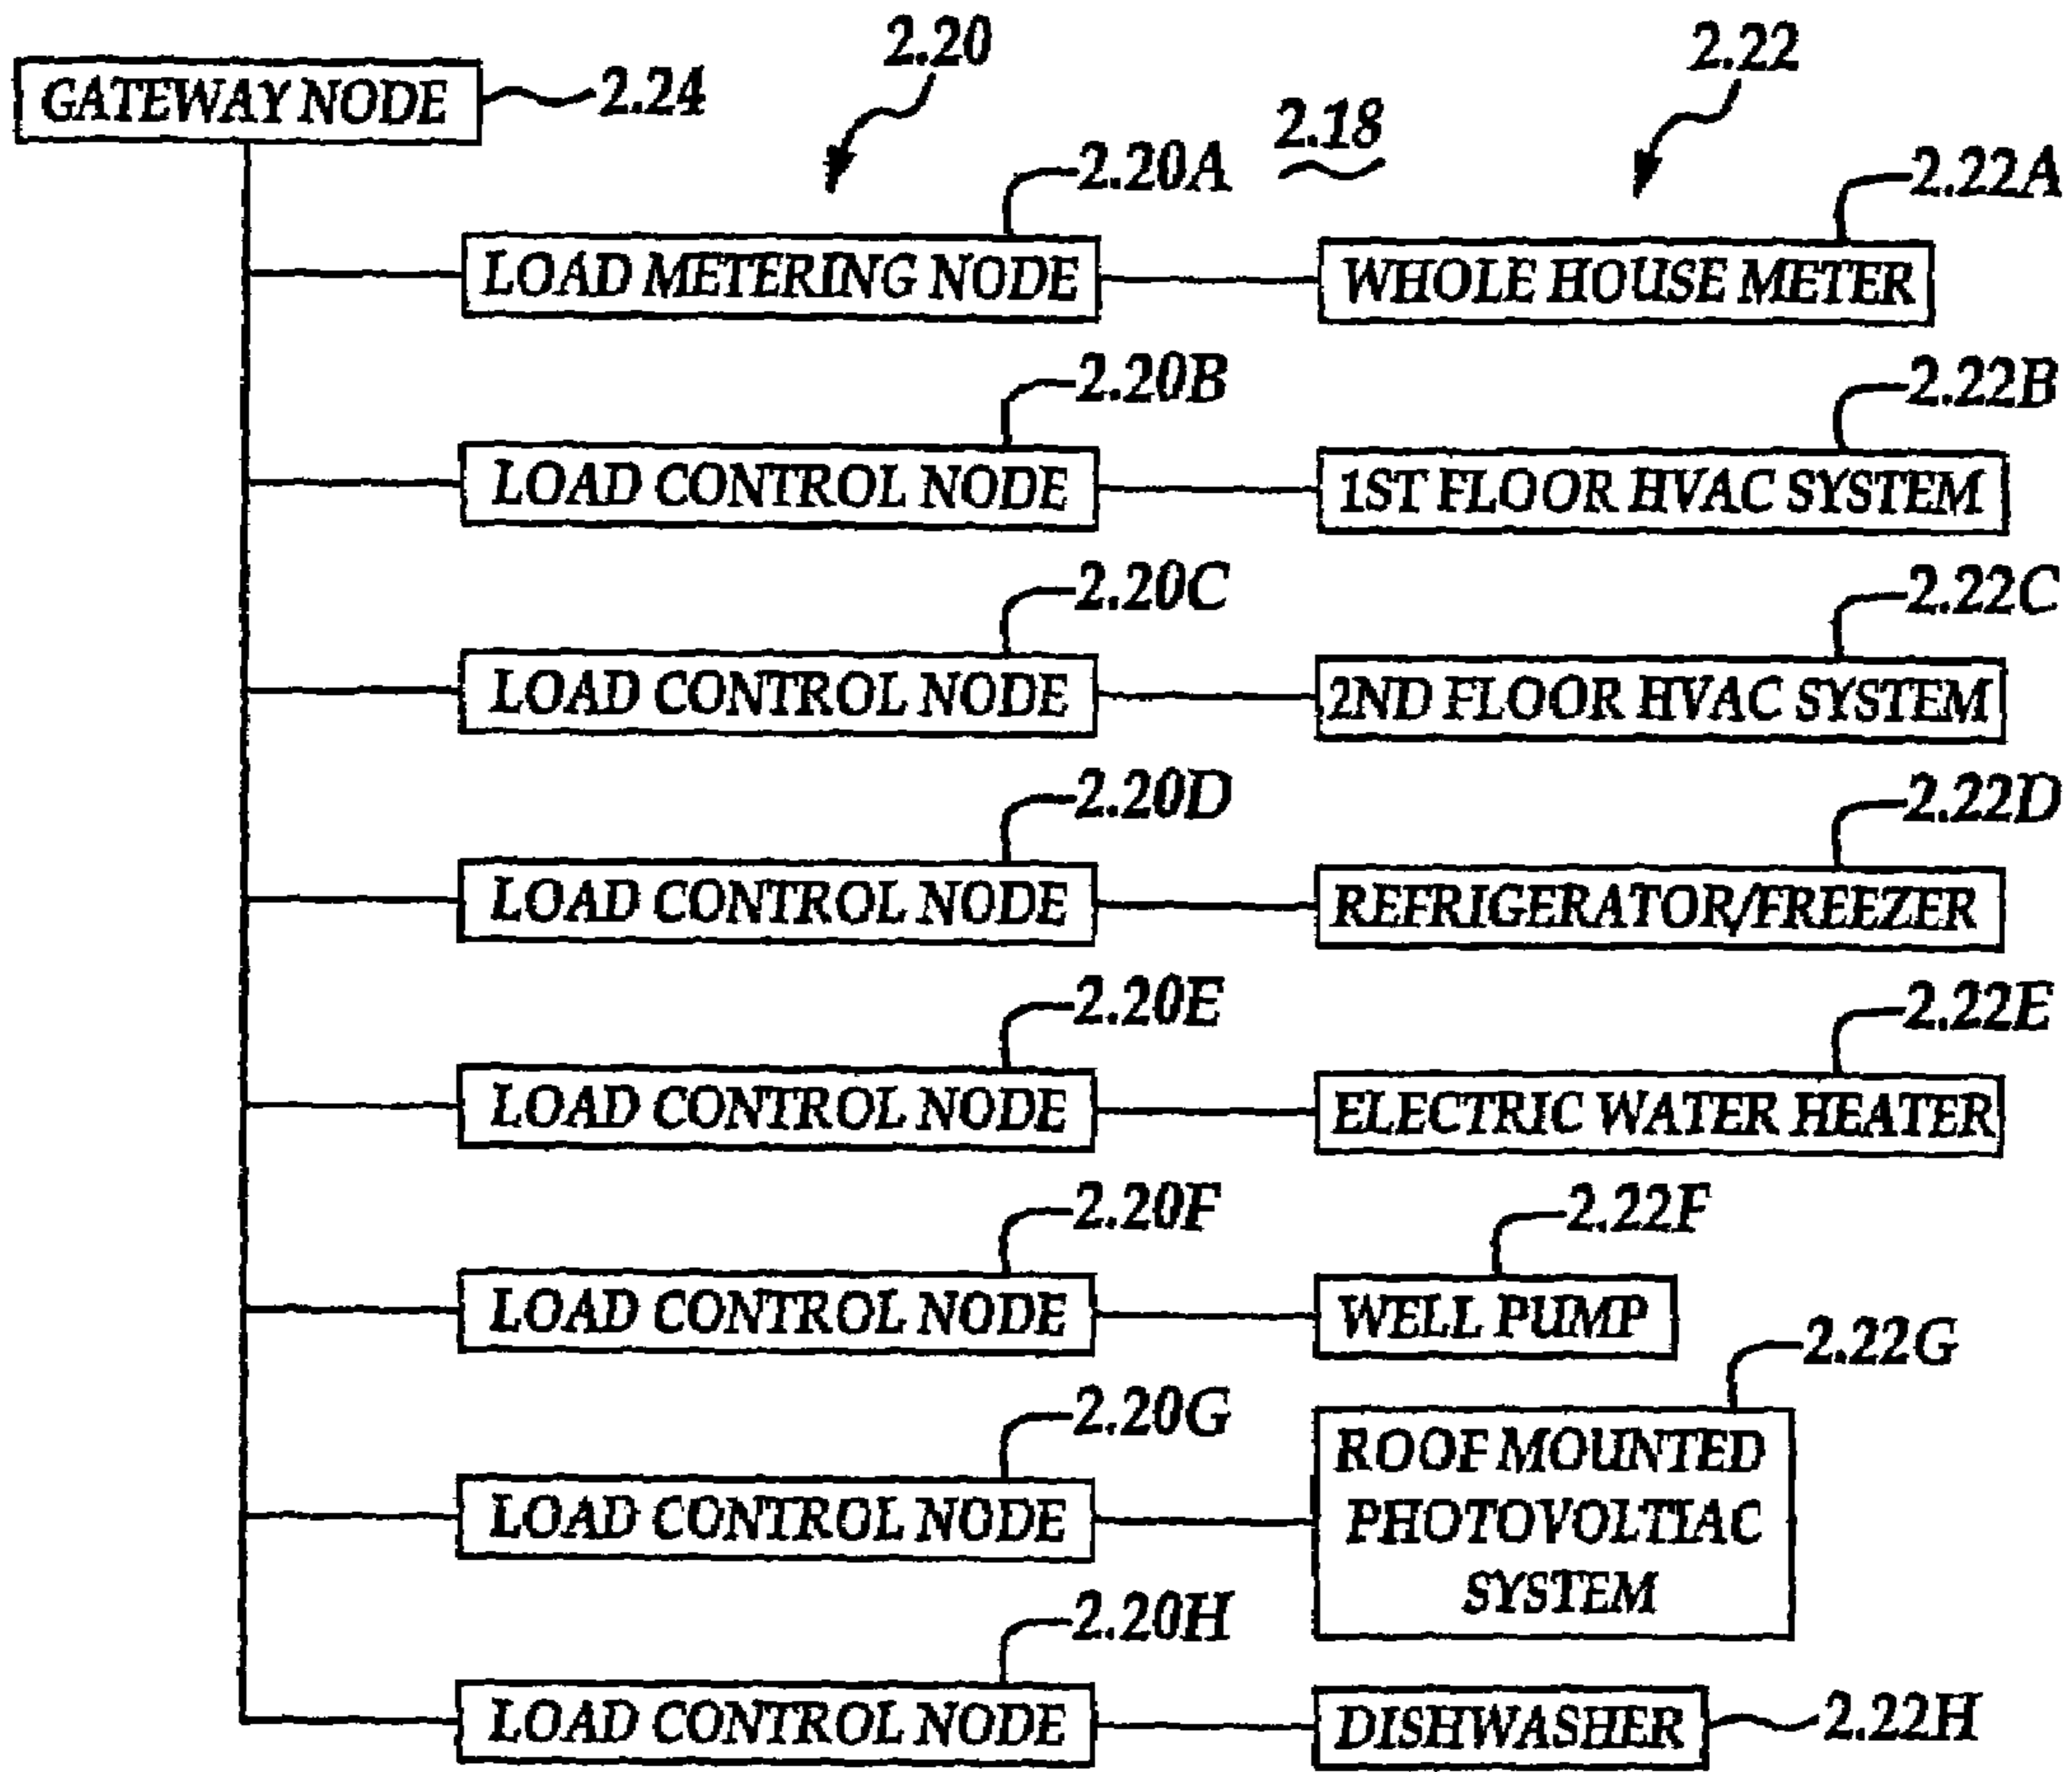 2.20
2.22
GATEWAY NODE
2.24
2.18
2.20A
2.22A
LOAD METERING NODE
WHOLE HOUSE METER
2.20B
2.22B
LOAD CONTROL NODE
1ST FLOOR HVAC SYSTEM
2.20C
2.22C
LOAD CONTROL NODE
2ND FLOOR HVAC SYSTEM
2.20D
2.22D
LOAD CONTROL NODE
REFRIGERATOR/FREEZER
2.20E
2.22E
LOAD CONTROL NODE
ELECTRIC WATER HEATER
2.20F
2.22F
LOAD CONTROL NODE
WELL PUMP
2.22G
2.20G
LOAD CONTROL NODE
ROOF MOUNTED
PHOTOVOLTIAC
SYSTEM
2.20H
LOAD CONTROL NODE
DISHWASHER
2.22H